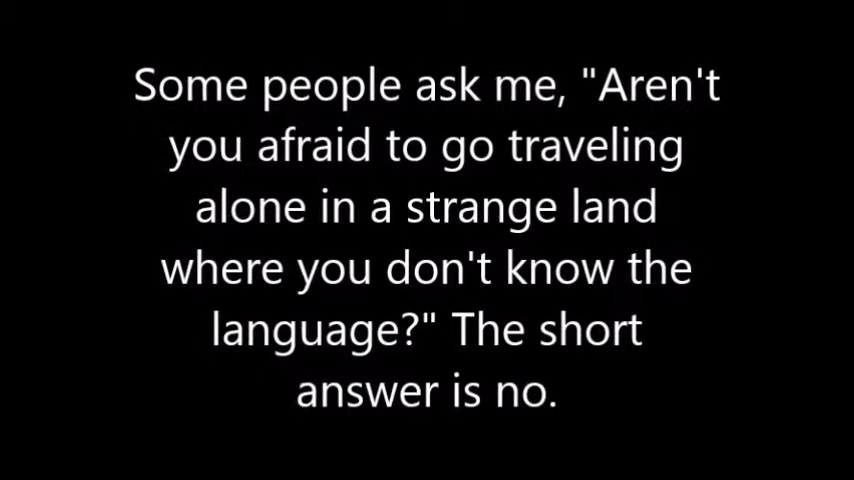 Some people ask me, "Aren't
you afraid to go traveling
alone in a strange land
where you don't know the
language?" The short
answer is no.